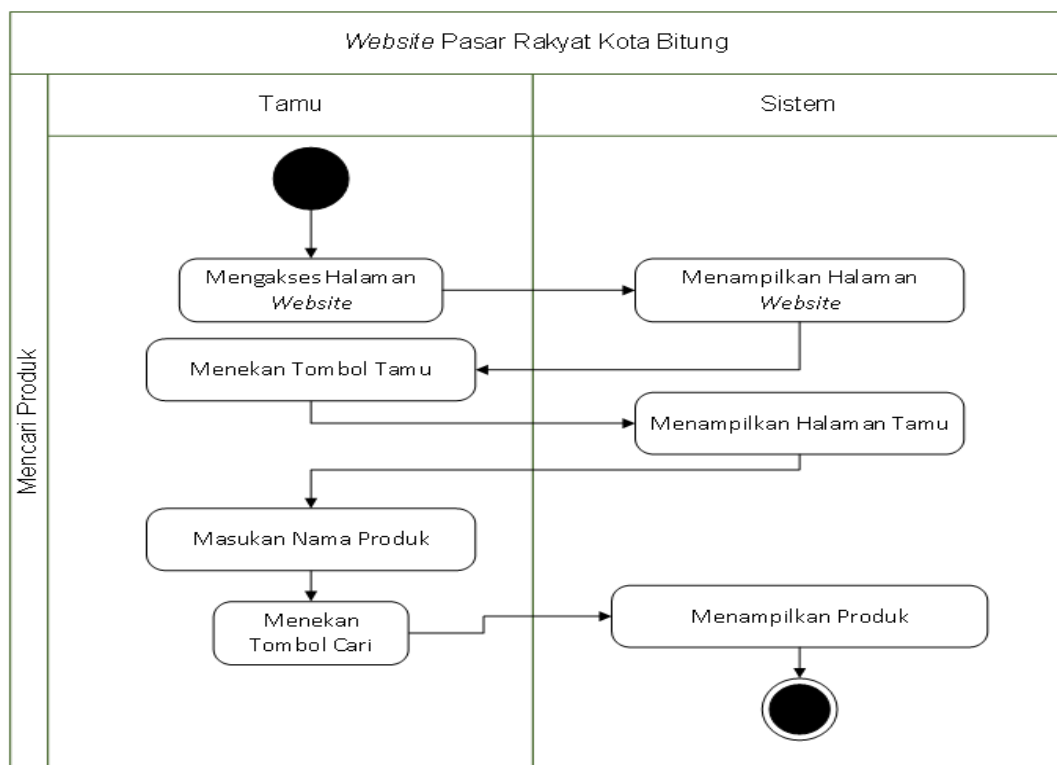 Website Pasar Rakyat Kota Bitung
Tamu
Sistem
Mencari Produk
Mengakses Halaman
Website
Menampilkan Halaman
Website
Menekan Tombol Tamu
Menampilkan Halaman Tamu
Masukan Nama Produk
Menekan
Tombol Cari
Menampilkan Produk